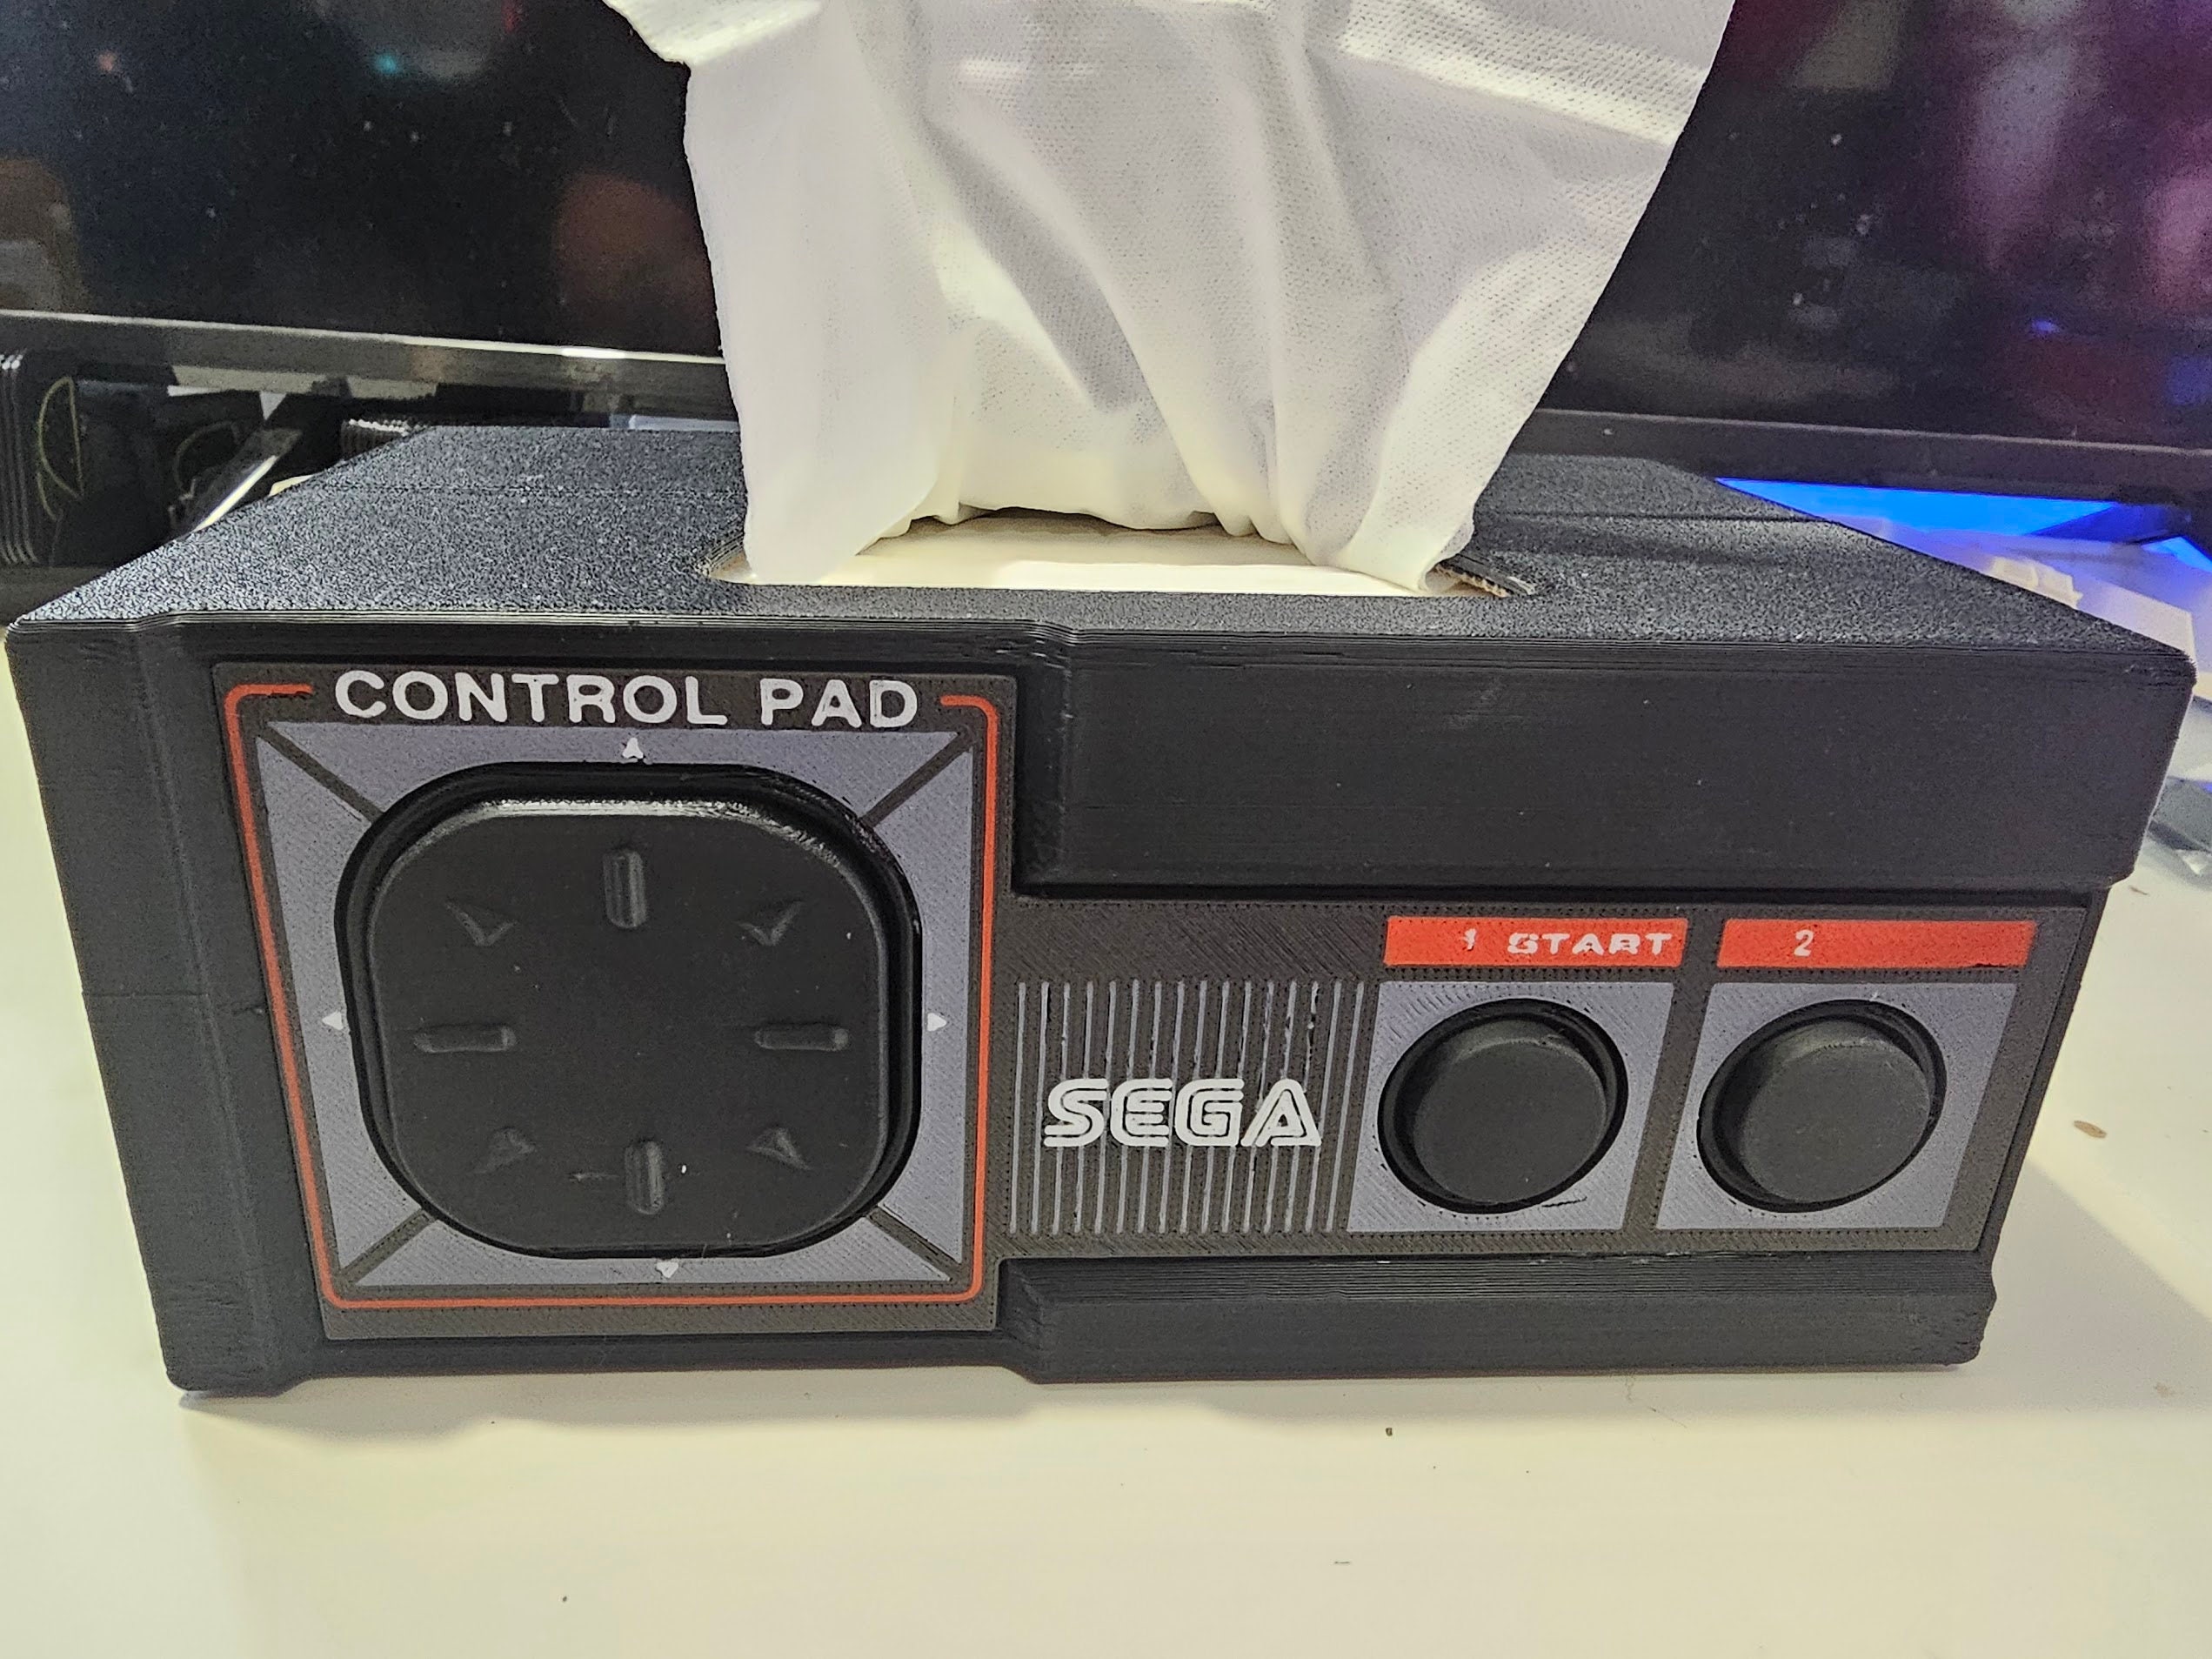 CONTROL PAD
1 START
2
SEGA